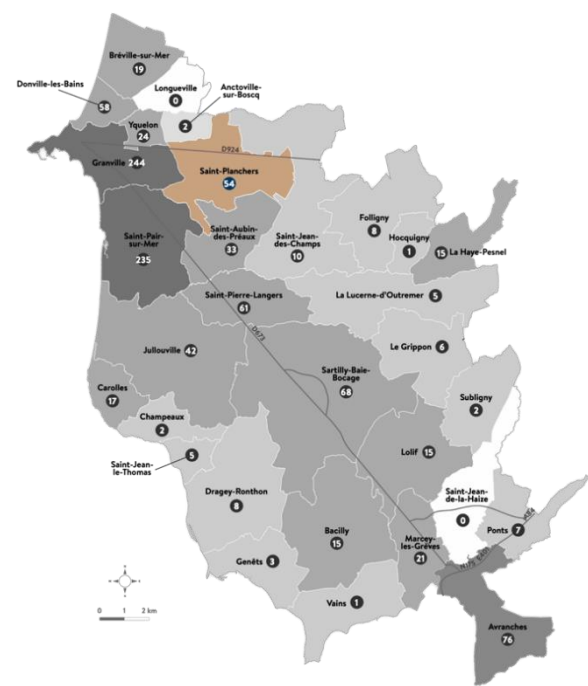 Bréville-sur-Mer
19
Longueville
0
Donville-les-Bains
58
Anctoville-
sur-Boscq
2
Yquelon
24
D924
Granville 244
Saint-Planchers
54
Saint-Pair-
sur-Mer
235
Saint-Aubin-
des-Préaux
33
Saint-Jean-
des-Champs
10
Folligny
8
Hocquigny
1
15 La Haye-Pesnel
Saint-Pierre-Langers
61
La Lucerne-d'Outremer 5
D673
Jullouville 42
Le Grippon 6
Sartilly-Baie-
Bocage
68
Carolles
17
Champeaux
2
Subligny
2
Saint-Jean-
le-Thomas
5
Lolif 15
Dragey-Ronthon
8
Saint-Jean-
de-la-Haize
0
Ponts 7
A84
Bacilly
15
Marcey-
les-Grèves
21
Genêts 3
Vains 1
0 1 2 km
Avranches
76